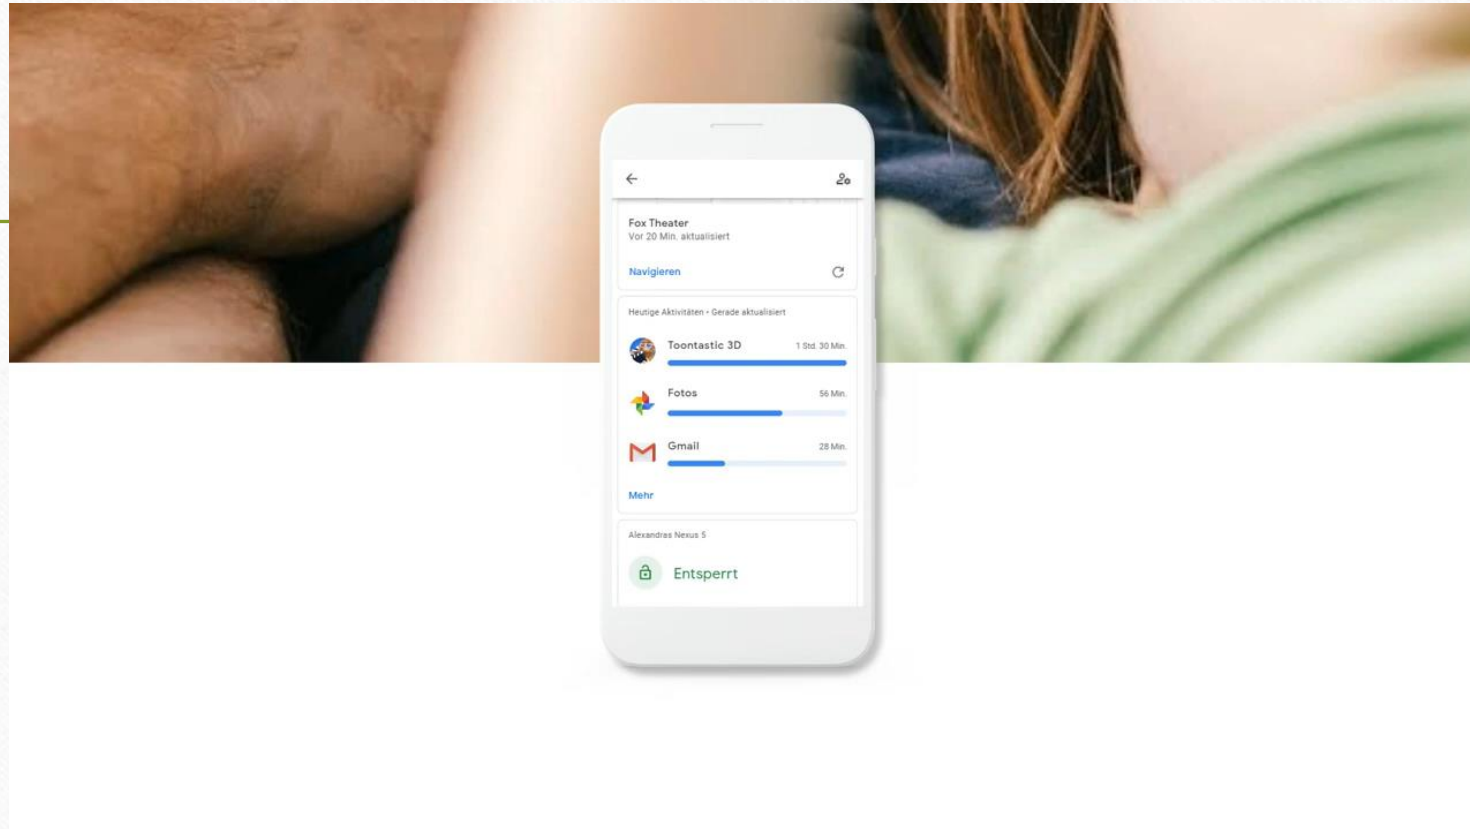 Fox Theater
Vor 20 Min. aktualisiert
Navigieren
Heutige Aktivitäten • Gerade aktualisiert
Toontastic 3D 1 Std. 30 Min.
Fotos 56 Min.
Gmail 28 Min.
Mehr
Alexandras Nexus 5
Entsperrt